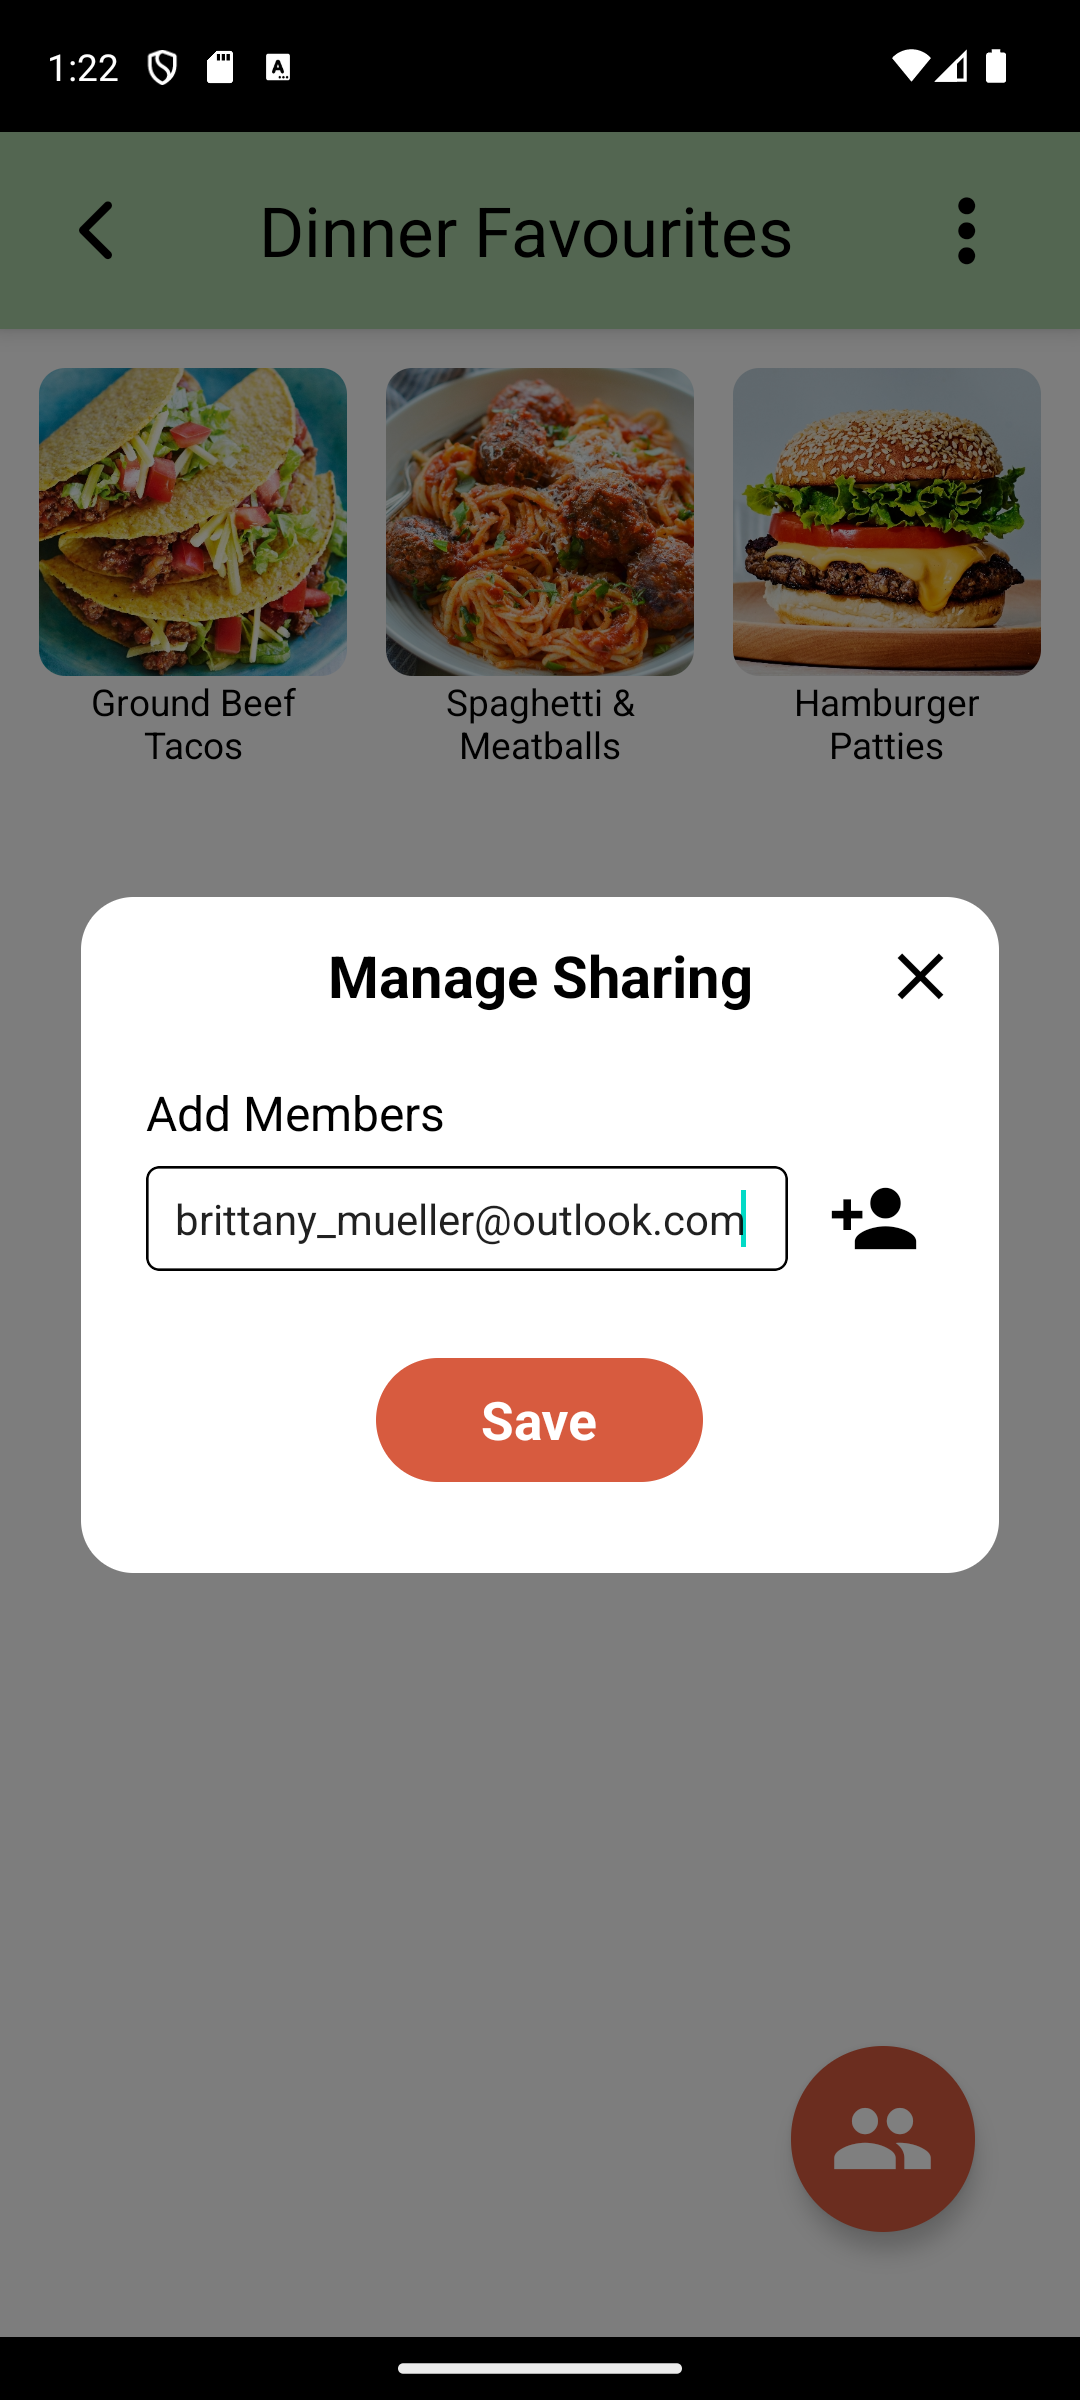 1:22
Dinner Favourites
Ground Beef
Tacos
Spaghetti &
Meatballs
Hamburger
Patties
Manage Sharing
Add Members
brittany_mueller@outlook.com
Save